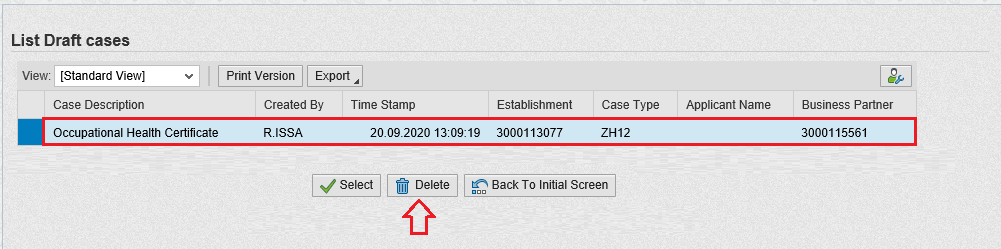 List Draft cases
View: [Standard View] Print Version Export
Case Description Created By Time Stamp Establishment Case Type Applicant Name Business Partner
Occupational Health Certificate R.ISSA 20.09.2020 13:09:19 3000113077 ZH12 3000115561
Select Delete Back To Initial Screen